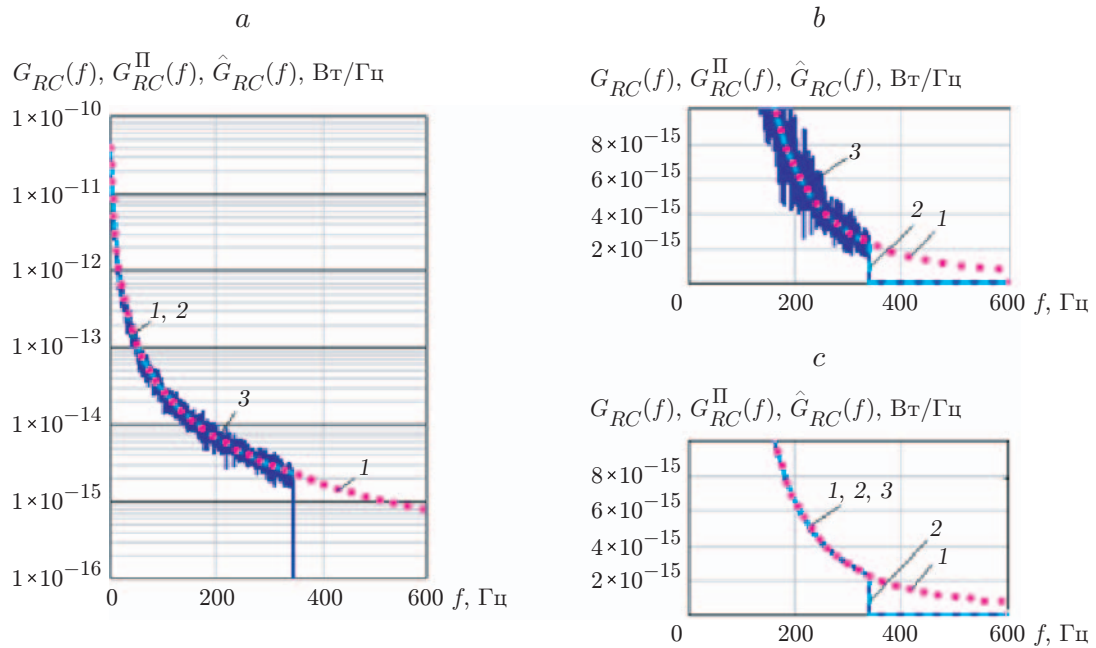 a
G_RC(f), G^П_RC(f), Ĝ_RC(f), Вт/Гц
1×10⁻¹⁰
1×10⁻¹¹
1×10⁻¹²
1×10⁻¹³
1×10⁻¹⁴
1×10⁻¹⁵
1×10⁻¹⁶
1, 2
3
1
0 200 400 600 f, Гц
b
G_RC(f), G^П_RC(f), Ĝ_RC(f), Вт/Гц
8×10⁻¹⁵
6×10⁻¹⁵
4×10⁻¹⁵
2×10⁻¹⁵
3
2
1
0 200 400 600 f, Гц
c
G_RC(f), G^П_RC(f), Ĝ_RC(f), Вт/Гц
8×10⁻¹⁵
6×10⁻¹⁵
4×10⁻¹⁵
2×10⁻¹⁵
1, 2, 3
2
1
0 200 400 600 f, Гц